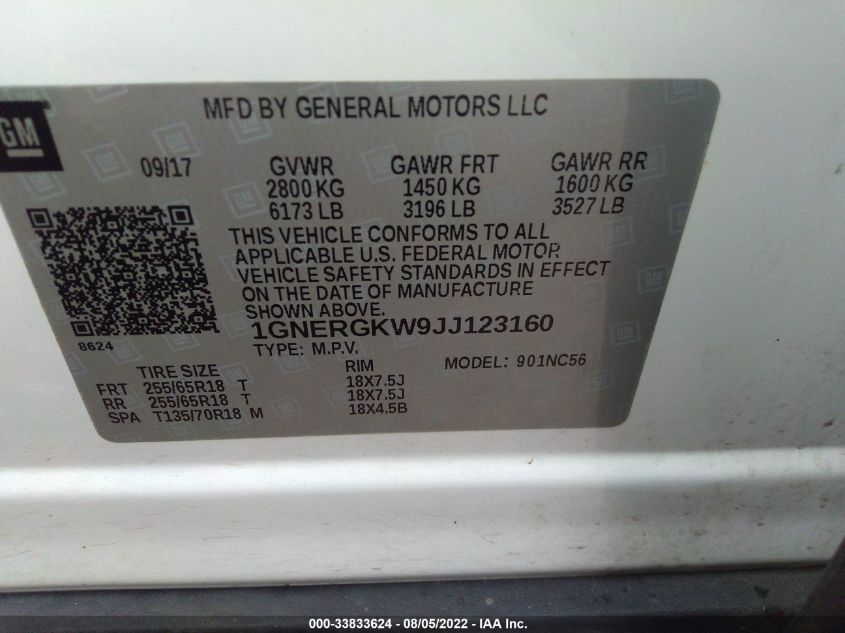 GM
MFD BY GENERAL MOTORS LLC
09/17 GVWR GAWR FRT GAWR RR
2800 KG 1450 KG 1600 KG
6173 LB 3196 LB 3527 LB
THIS VEHICLE CONFORMS TO ALL
APPLICABLE U.S. FEDERAL MOTOR
VEHICLE SAFETY STANDARDS IN EFFECT
ON THE DATE OF MANUFACTURE
SHOWN ABOVE.
8624
1GNERGKW9JJ123160
TYPE: M.P.V. MODEL: 901NC56
TIRE SIZE RIM
FRT 255/65R18 T 18X7.5J
RR 255/65R18 T 18X7.5J
SPA T135/70R18 M 18X4.5B
000-33833624 - 08/05/2022 - IAA Inc.